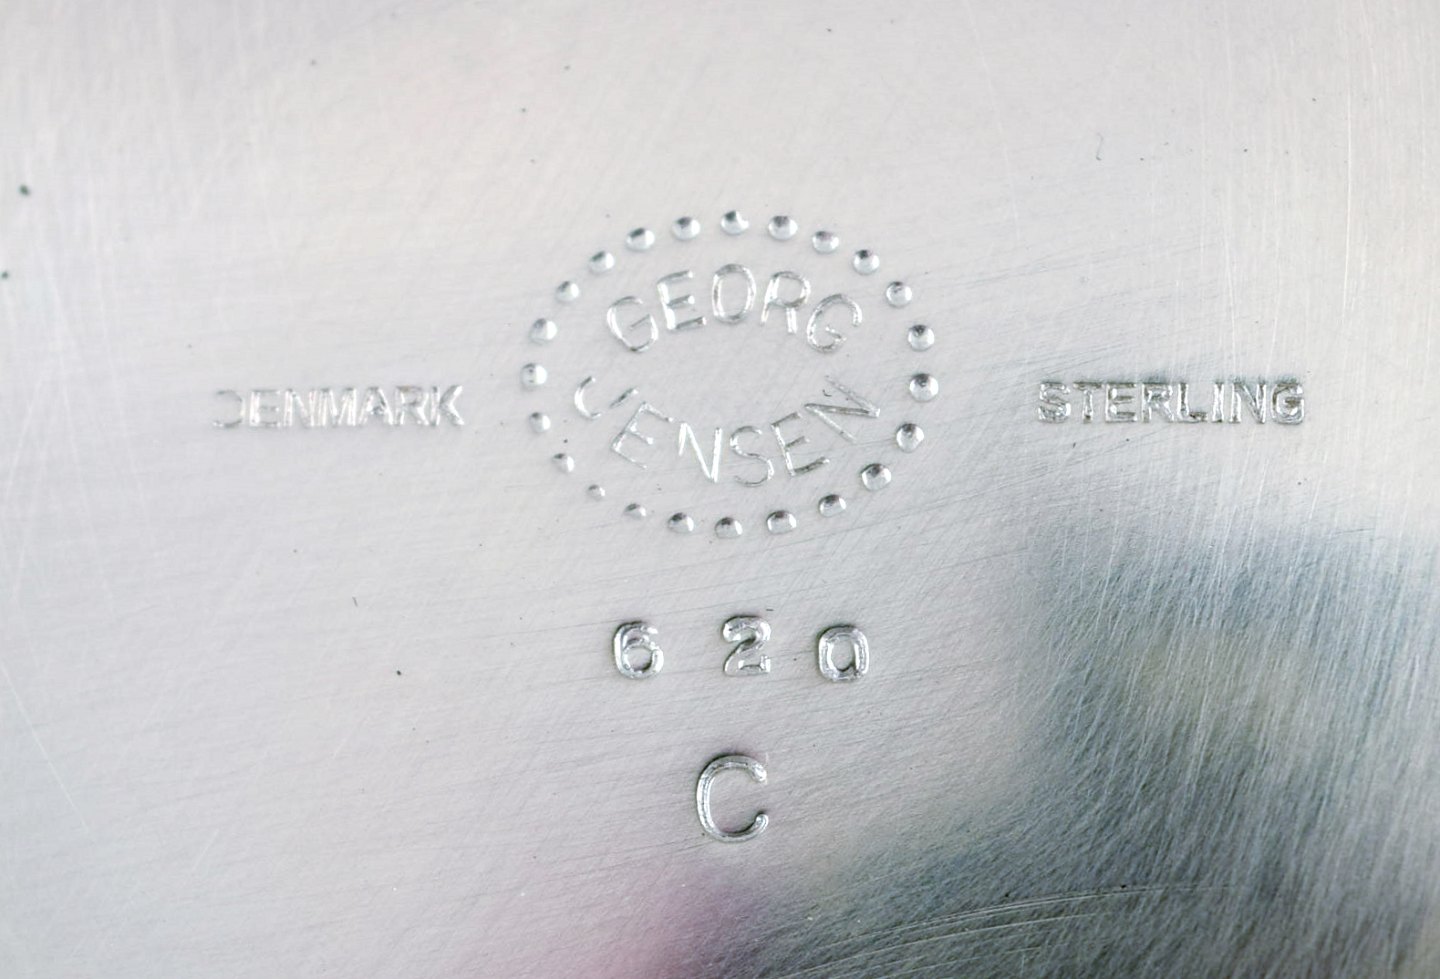 GEORG
JENSEN
DENMARK
STERLING
620
C